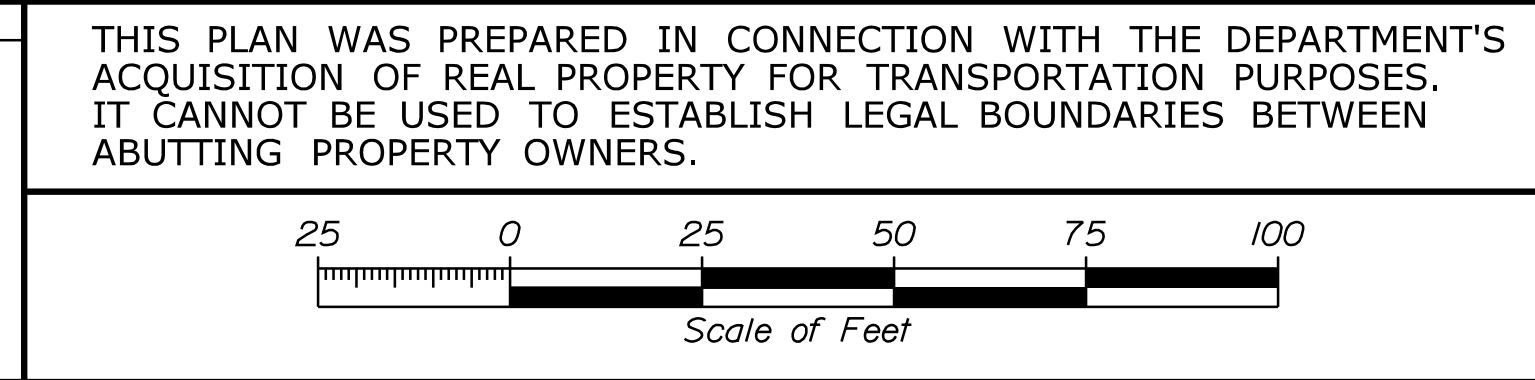 THIS PLAN WAS PREPARED IN CONNECTION WITH THE DEPARTMENT'S
ACQUISITION OF REAL PROPERTY FOR TRANSPORTATION PURPOSES.
IT CANNOT BE USED TO ESTABLISH LEGAL BOUNDARIES BETWEEN
ABUTTING PROPERTY OWNERS.
25 0 25 50 75 100
Scale of Feet